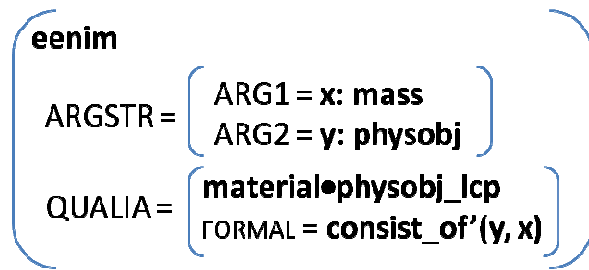 eenim
ARGSTR =
ARG1 = x: mass
ARG2 = y: physobj
QUALIA =
material•physobj_lcp
FORMAL = consist_of’(y, x)